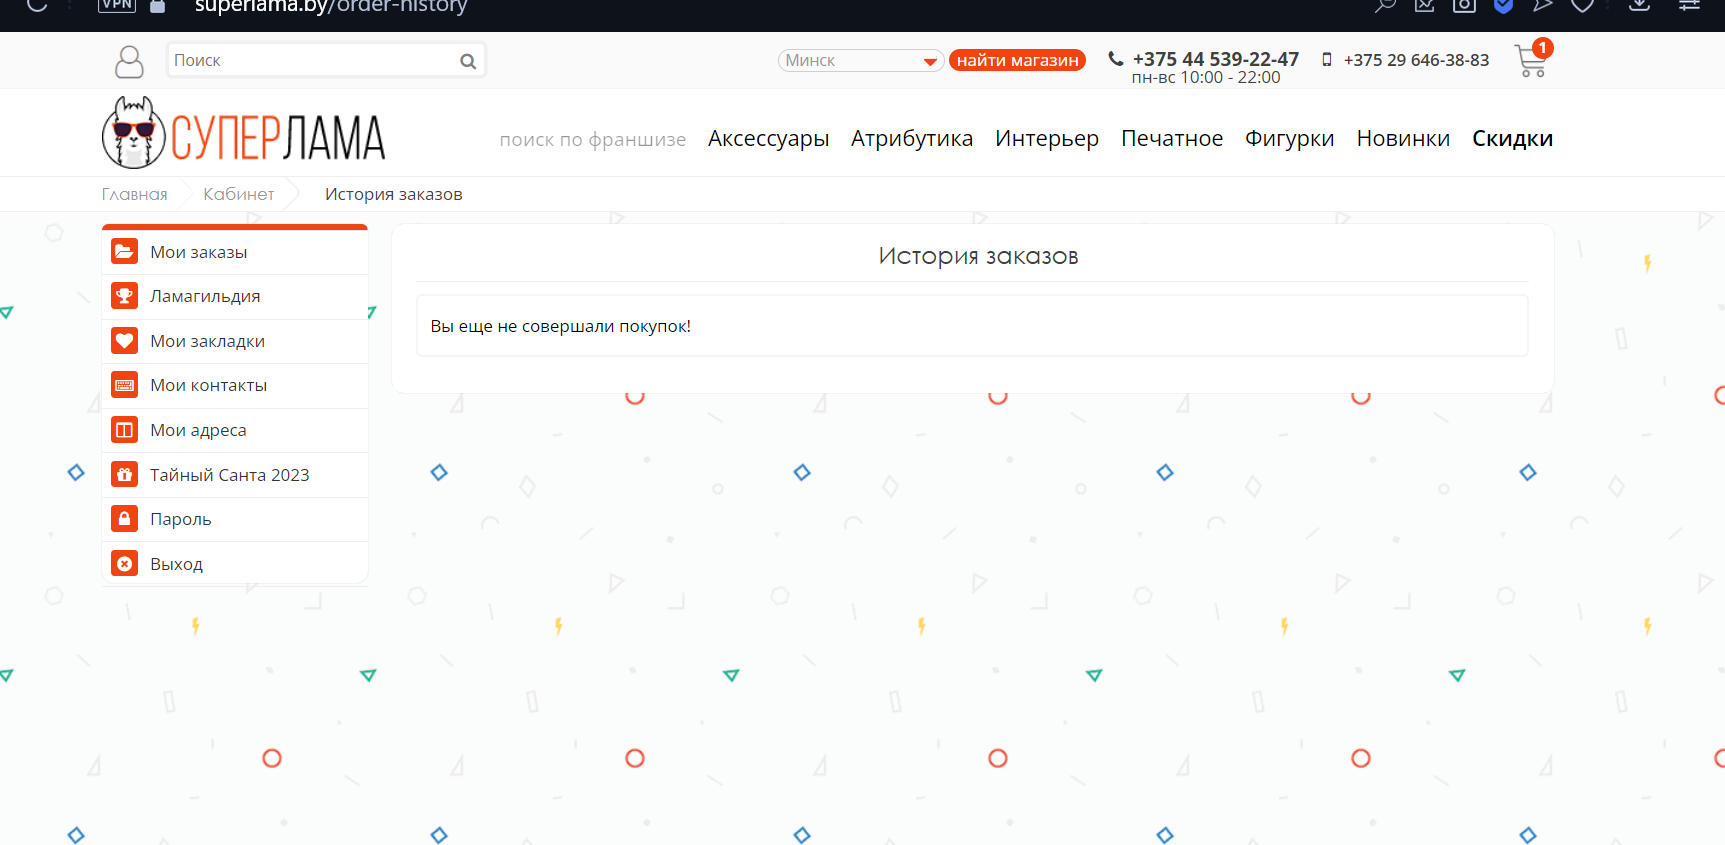 VPN superlama.by/order-history
Поиск
Минск
найти магазин
+375 44 539-22-47
пн-вс 10:00 - 22:00
+375 29 646-38-83
1
СУПЕРЛАМА
поиск по франшизе Аксессуары Атрибутика Интерьер Печатное Фигурки Новинки Скидки
Главная Кабинет История заказов
Мои заказы
Ламагильдия
Мои закладки
Мои контакты
Мои адреса
Тайный Санта 2023
Пароль
Выход
История заказов
Вы еще не совершали покупок!